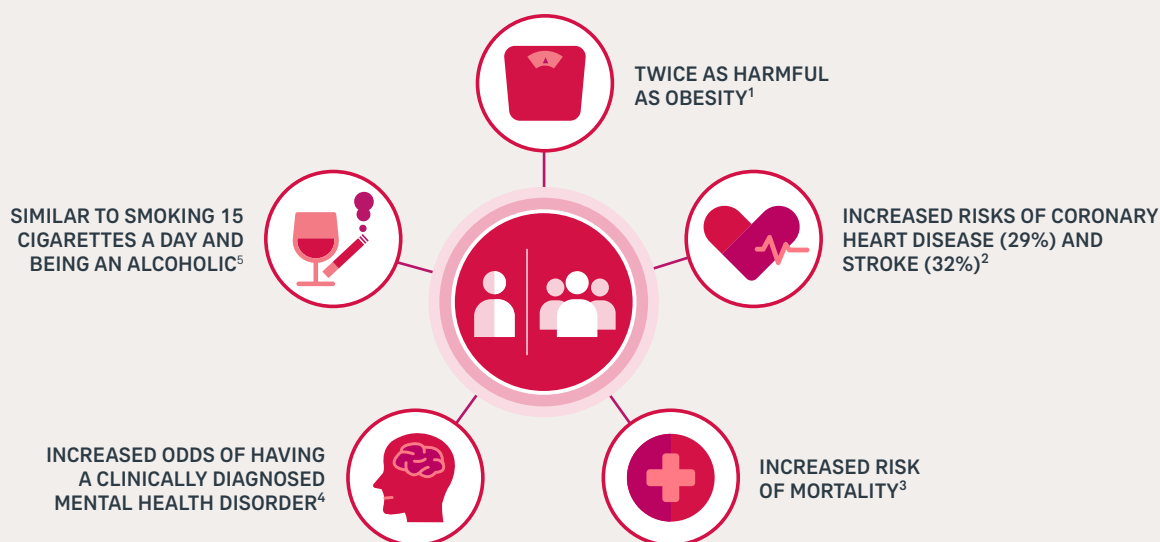 TWICE AS HARMFUL
AS OBESITY¹
SIMILAR TO SMOKING 15
CIGARETTES A DAY AND
BEING AN ALCOHOLIC⁵
INCREASED RISKS OF CORONARY
HEART DISEASE (29%) AND
STROKE (32%)²
INCREASED ODDS OF HAVING
A CLINICALLY DIAGNOSED
MENTAL HEALTH DISORDER⁴
INCREASED RISK
OF MORTALITY³